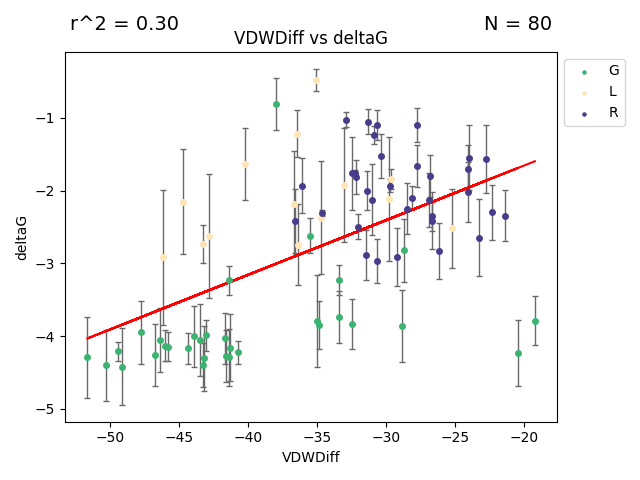 r^2 = 0.30
N = 80
VDWDiff vs deltaG
G
L
R
−1
−2
−3
−4
−5
deltaG
−50
−45
−40
−35
−30
−25
−20
VDWDiff